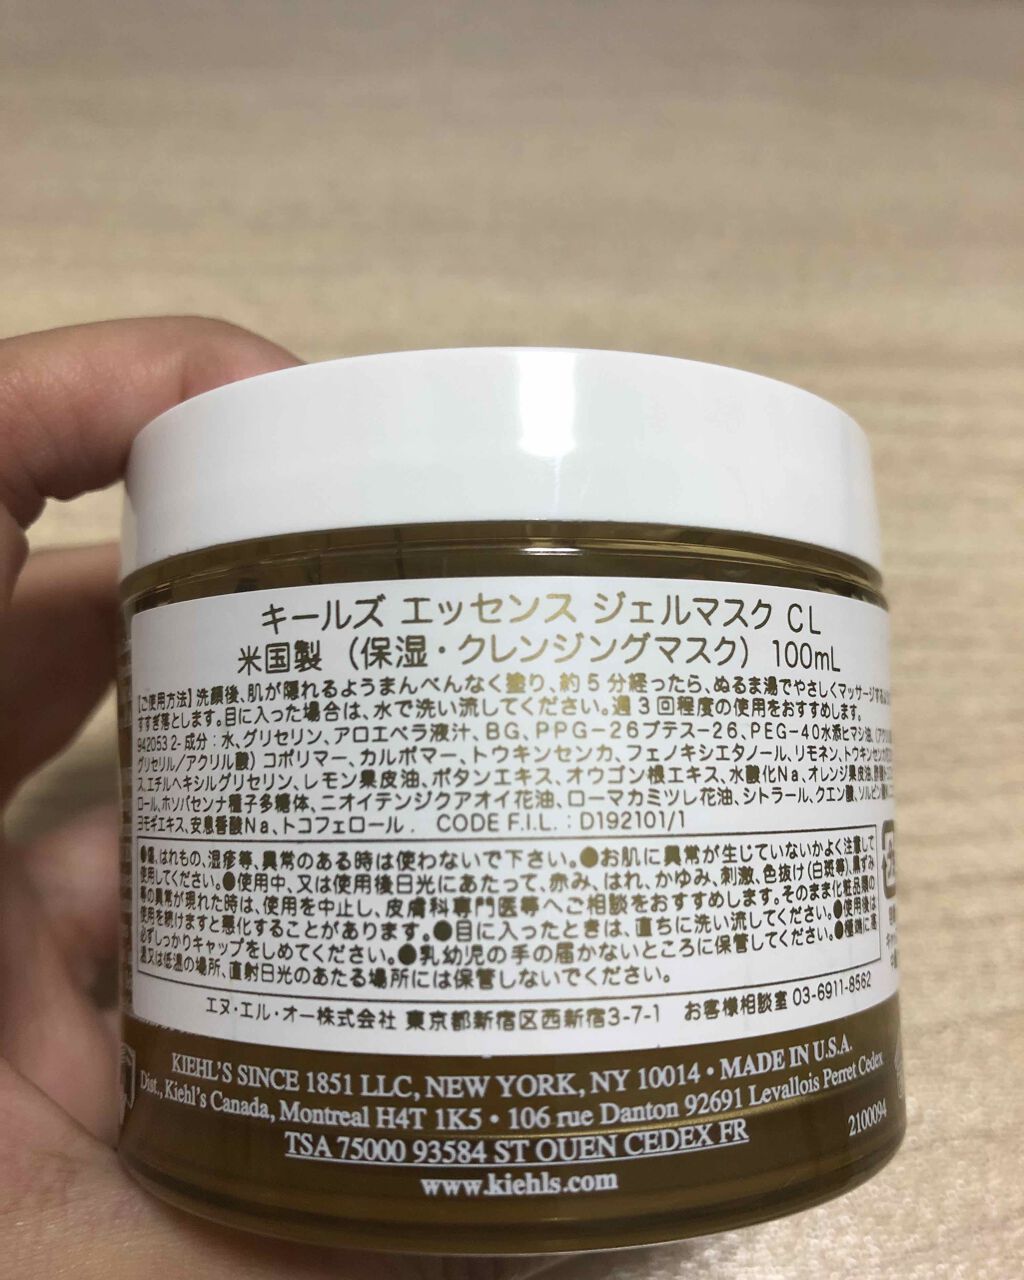 キールズ エッセンス ジェルマスク CL
米国製 (保湿・クレンジングマスク) 100mL
【ご使用方法】洗顔後、肌が隠れるようまんべんなく塗り、約5分経ったら、ぬるま湯でやさしくマッサージする
すすぎ落とします。目に入った場合は、水で洗い流してください。週3回程度の使用をおすすめします。
942053 2- 成分：水、グリセリン、アロエベラ液汁、BG、PPG-26ブテス-26、PEG-40水添ヒマシ油、(アクリル
グリセリル/アクリル酸) コポリマー、カルボマー、トウキンセンカ、フェノキシエタノール、リモネン、トウキンセンカ
ス、エチルヘキシルグリセリン、レモン果皮油、ボタンエキス、オウゴン根エキス、水酸化Na、オレンジ果皮油、
ロール、ホソバセンナ種子多糖体、ニオイテンジクアオイ花油、ローマカミツレ花油、シトラール、クエン酸、ソルビン
ヨモギエキス、安息香酸Na、トコフェロール． CODE F.I.L.：D192101/1
●傷、はれもの、湿疹等、異常のある時は使わないで下さい。●お肌に異常が生じていないかよく注意して
使用してください。●使用中、又は使用後日光にあたって、赤み、はれ、かゆみ、刺激、色抜け(白斑等)、黒ずみ
等の異常が現れた時は、使用を中止し、皮膚科専門医等へご相談をおすすめします。そのまま化粧品類の
使用を続けますと悪化することがあります。●目に入ったときは、直ちに洗い流してください。●使用後は
必ずしっかりキャップをしめてください。●乳幼児の手の届かないところに保管してください。●極端に高
温又は低温の場所、直射日光のあたる場所には保管しないでください。
エヌ・エル・オー株式会社 東京都新宿区西新宿3-7-1 お客様相談室 03-6911-8562
KIEHL'S SINCE 1851 LLC, NEW YORK, NY 10014 • MADE IN U.S.A.
Dist., Kiehl's Canada, Montreal H4T 1K5 • 106 rue Danton 92691 Levallois Perret Cedex
TSA 75000 93584 ST OUEN CEDEX FR
2100094
www.kiehls.com